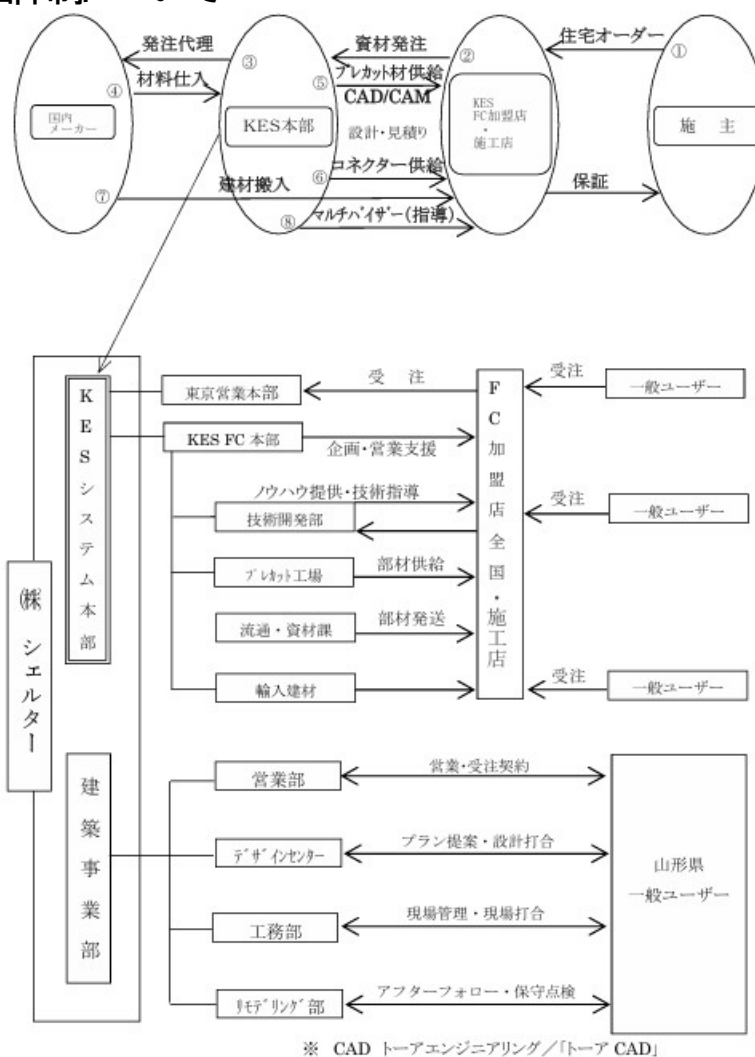 発注代理
③
資材発注
②
住宅オーダー
①
④
材料仕入
⑤
プレカット材供給
CAD/CAM
国内
メーカー
KES本部
設計・見積り
KES
FC加盟店
・
施工店
施 主
⑥
コネクター供給
⑦
建材搬入
保証
⑧
マルチバイザー(指導)
㈱ シェルター
KESシステム本部
東京営業本部
受 注
FC加盟店全国・施工店
受注
一般ユーザー
KES FC 本部
企画・営業支援
ノウハウ提供・技術指導
技術開発部
受注
一般ユーザー
プレカット工場
部材供給
流通・資材課
部材発送
輸入建材
受注
一般ユーザー
建築事業部
営業部
営業・受注契約
デザインセンター
プラン提案・設計打合
山形県
一般ユーザー
工務部
現場管理・現場打合
リモデリング部
アフターフォロー・保守点検
※ CAD トーアエンジニアリング/「トーア CAD」